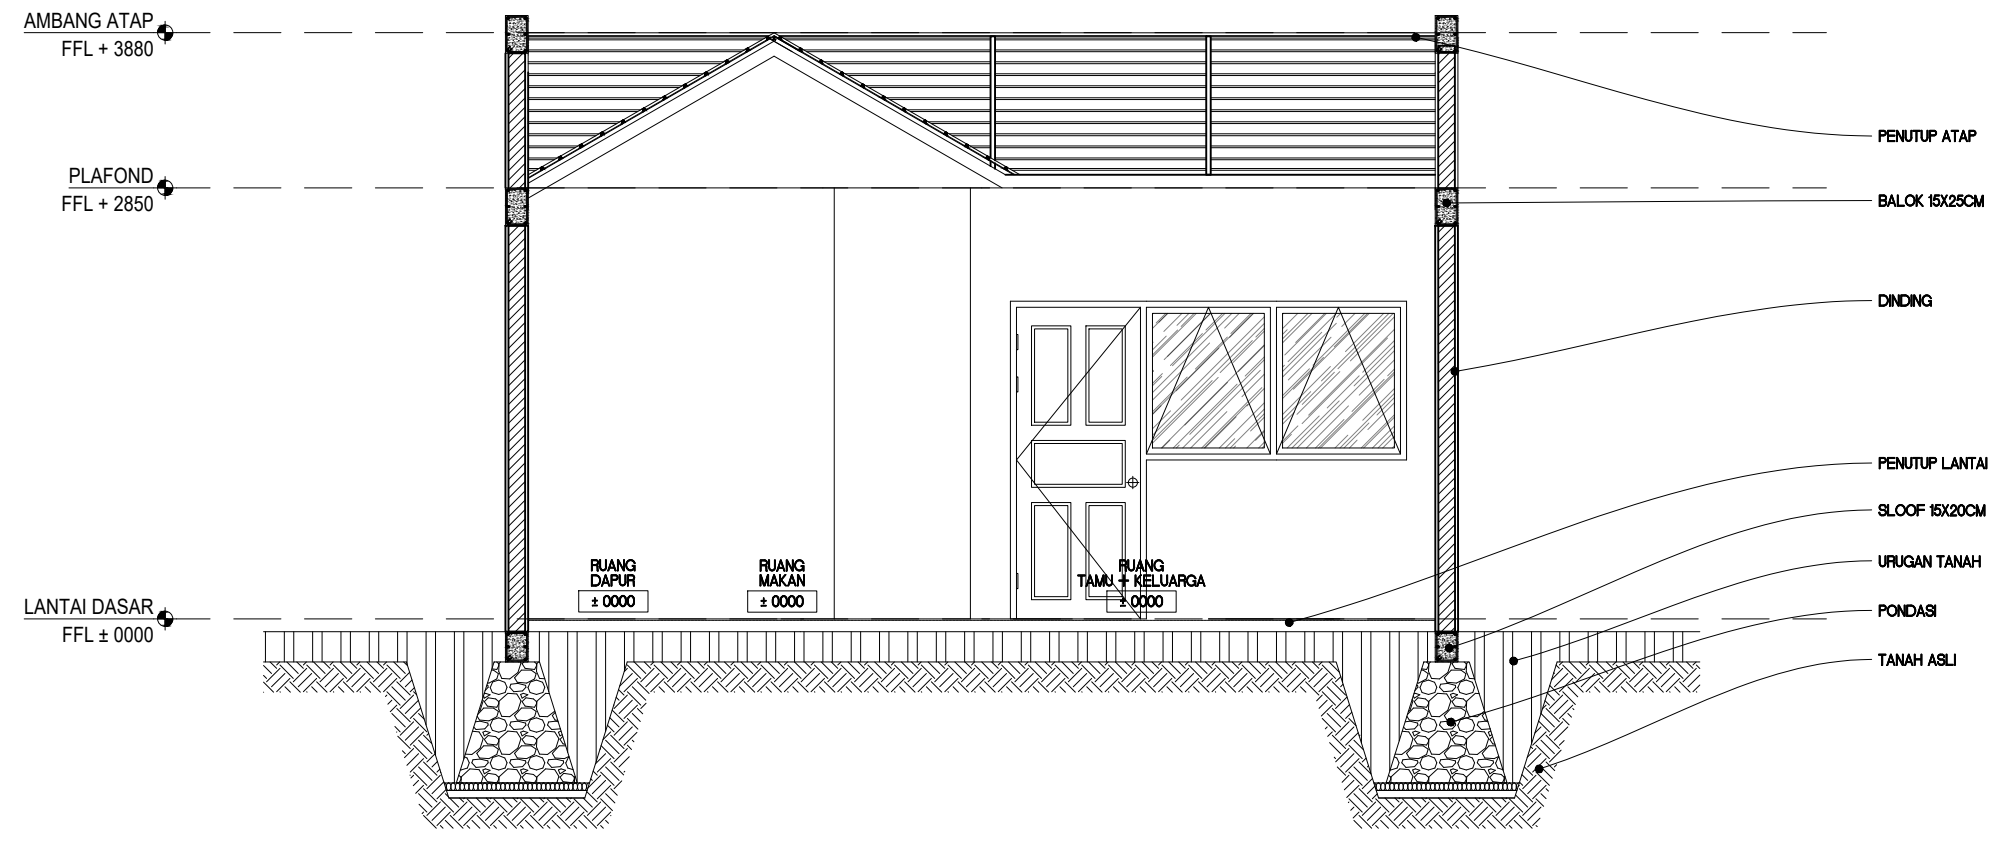 AMBANG ATAP
FFL + 3880
PENUTUP ATAP
PLAFOND
FFL + 2850
BALOK 15X25CM
DINDING
PENUTUP LANTAI
SLOOF 15X20CM
URUGAN TANAH
PONDASI
TANAH ASLI
RUANG
DAPUR
± 0000
RUANG
MAKAN
± 0000
RUANG
TAMU + KELUARGA
± 0000
LANTAI DASAR
FFL ± 0000